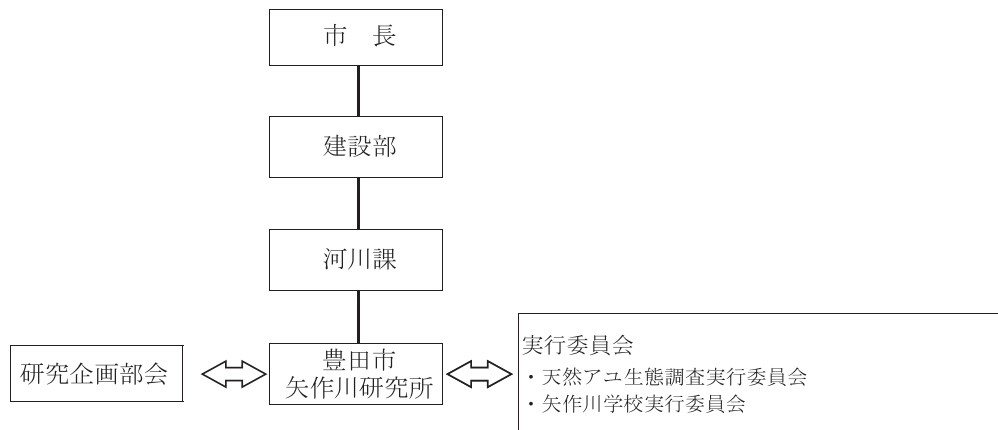 市　長
建設部
河川課
研究企画部会
豊田市
矢作川研究所
実行委員会
・天然アユ生態調査実行委員会
・矢作川学校実行委員会